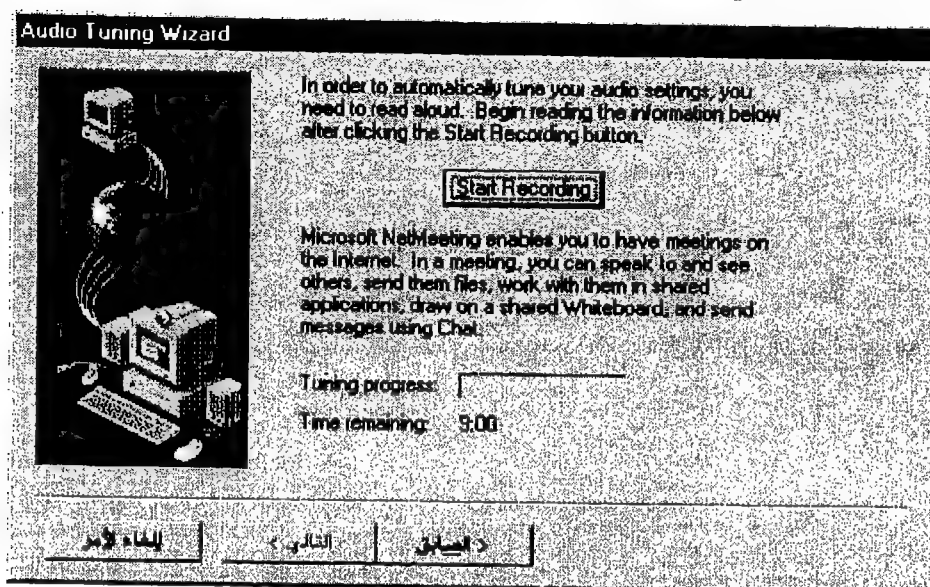 Audio Tuning Wizard
In order to automatically tune your audio settings, you
need to read aloud. Begin reading the information below
after clicking the Start Recording button.
Start Recording
Microsoft NetMeeting enables you to have meetings on
the Internet. In a meeting, you can speak to and see
others, send them files, work with them in shared
applications, draw on a shared Whiteboard, and send
messages using Chat.
Tuning progress:
Time remaining: 9:00
إلغاء الأمر التالي > < السابق